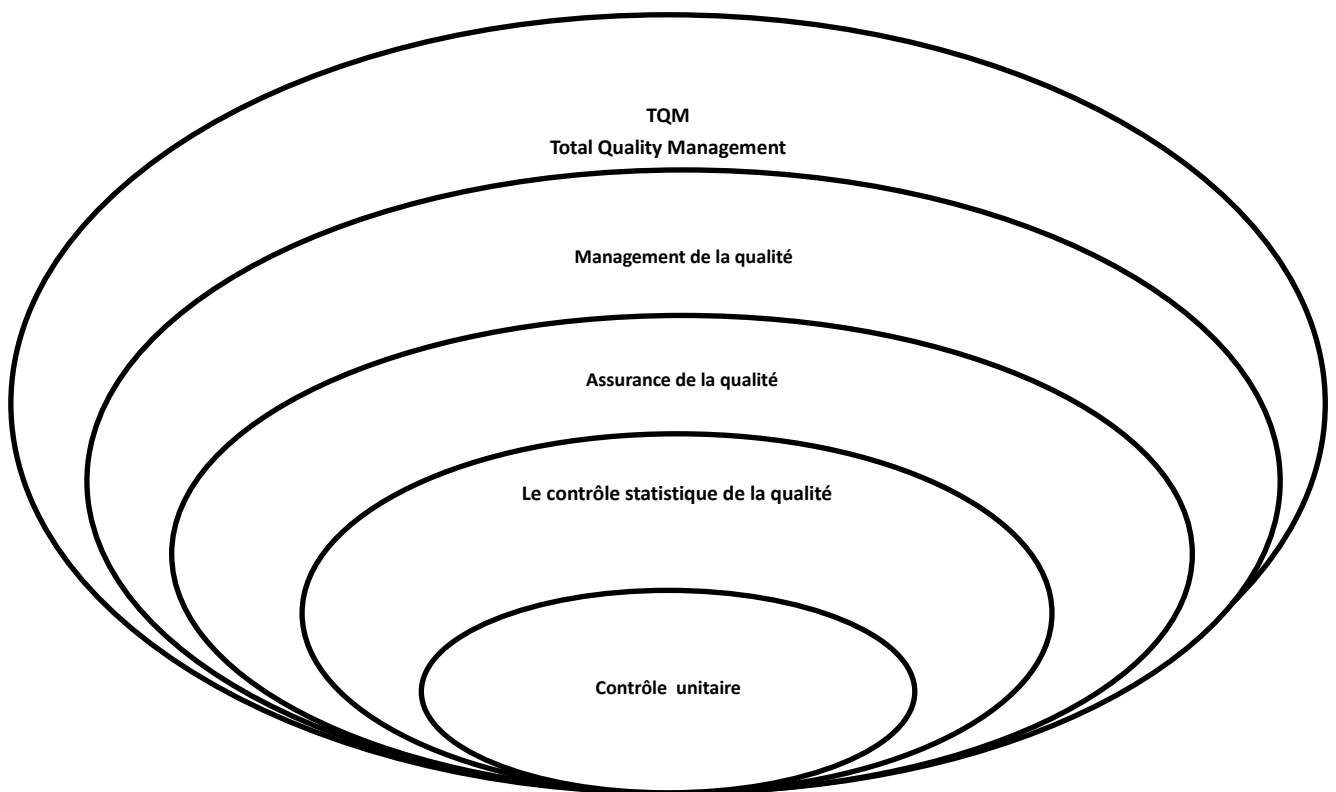 TQM
Total Quality Management
Management de la qualité
Assurance de la qualité
Le contrôle statistique de la qualité
Contrôle unitaire